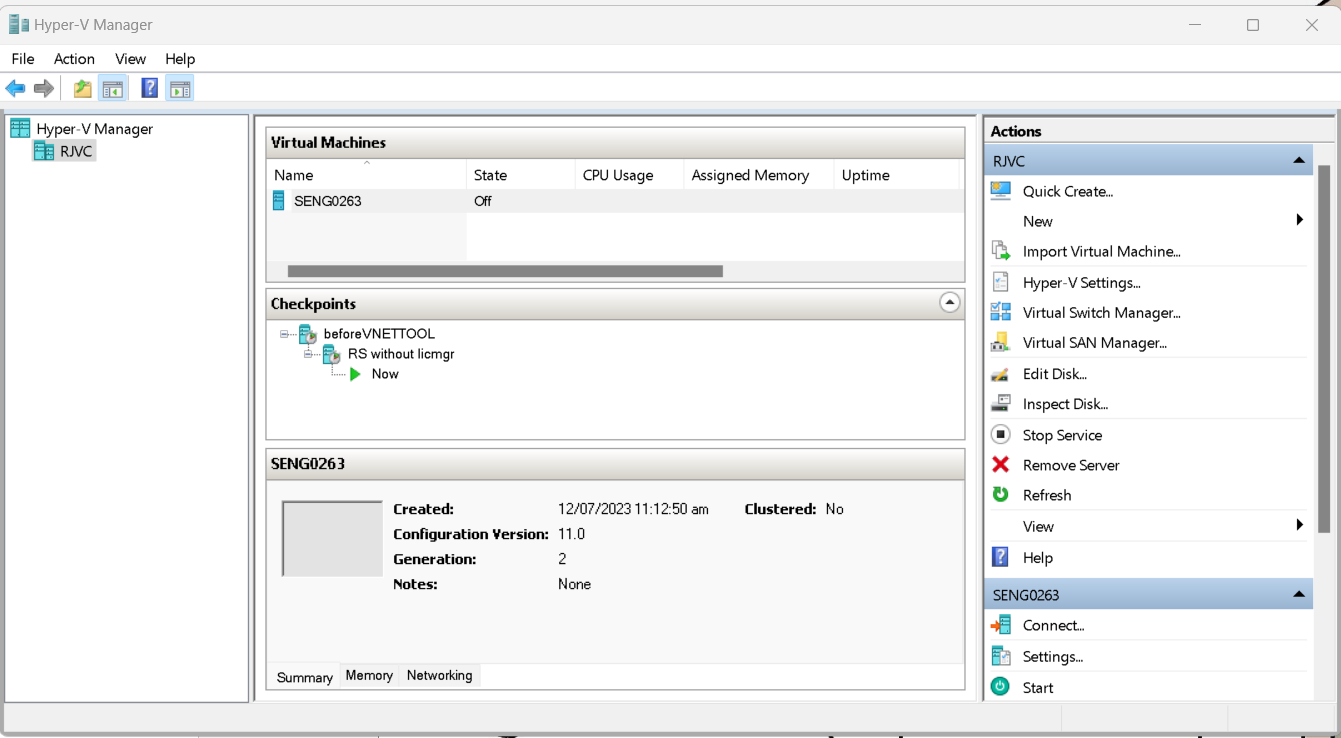 Hyper-V Manager
File Action View Help
Hyper-V Manager
RJVC
Virtual Machines
Name State CPU Usage Assigned Memory Uptime
SENG0263 Off
Checkpoints
beforeVNETTOOL
RS without licmgr
Now
SENG0263
Created: 12/07/2023 11:12:50 am Clustered: No
Configuration Version: 11.0
Generation: 2
Notes: None
Summary Memory Networking
Actions
RJVC
Quick Create...
New
Import Virtual Machine...
Hyper-V Settings...
Virtual Switch Manager...
Virtual SAN Manager...
Edit Disk...
Inspect Disk...
Stop Service
Remove Server
Refresh
View
Help
SENG0263
Connect...
Settings...
Start